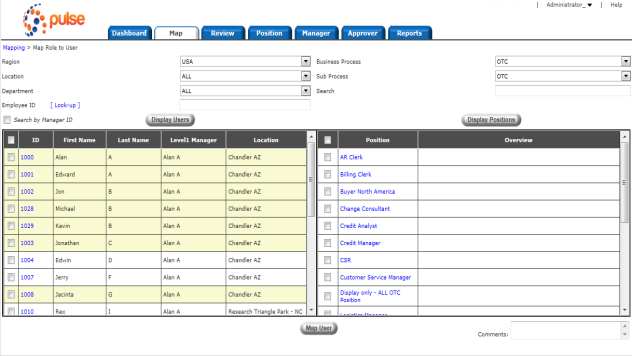 pulse
| Administrator_ | Help
Dashboard Map Review Position Manager Approver Reports
Mapping > Map Role to User
Region USA Business Process OTC
Location ALL Sub Process OTC
Department ALL Search
Employee ID [ Look-up ]
Search by Manager ID Display Users Display Positions
ID First Name Last Name Level1 Manager Location Position Overview
1000 Alan A Alan A Chandler AZ AR Clerk
1001 Edward A Alan A Chandler AZ Billing Clerk
1002 Jon B Alan A Chandler AZ Buyer North America
1028 Michael B Alan A Chandler AZ Change Consultant
1029 Kevin B Alan A Chandler AZ Credit Analyst
1003 Jonathan C Alan A Chandler AZ Credit Manager
1004 Edwin D Alan A Chandler AZ CSR
1007 Jerry F Alan A Chandler AZ Customer Service Manager
1008 Jacinta G Alan A Chandler AZ Display only - ALL OTC Position
1010 Rex I Alan A Research Triangle Park - NC Logistics Manager
Map User
Comments: